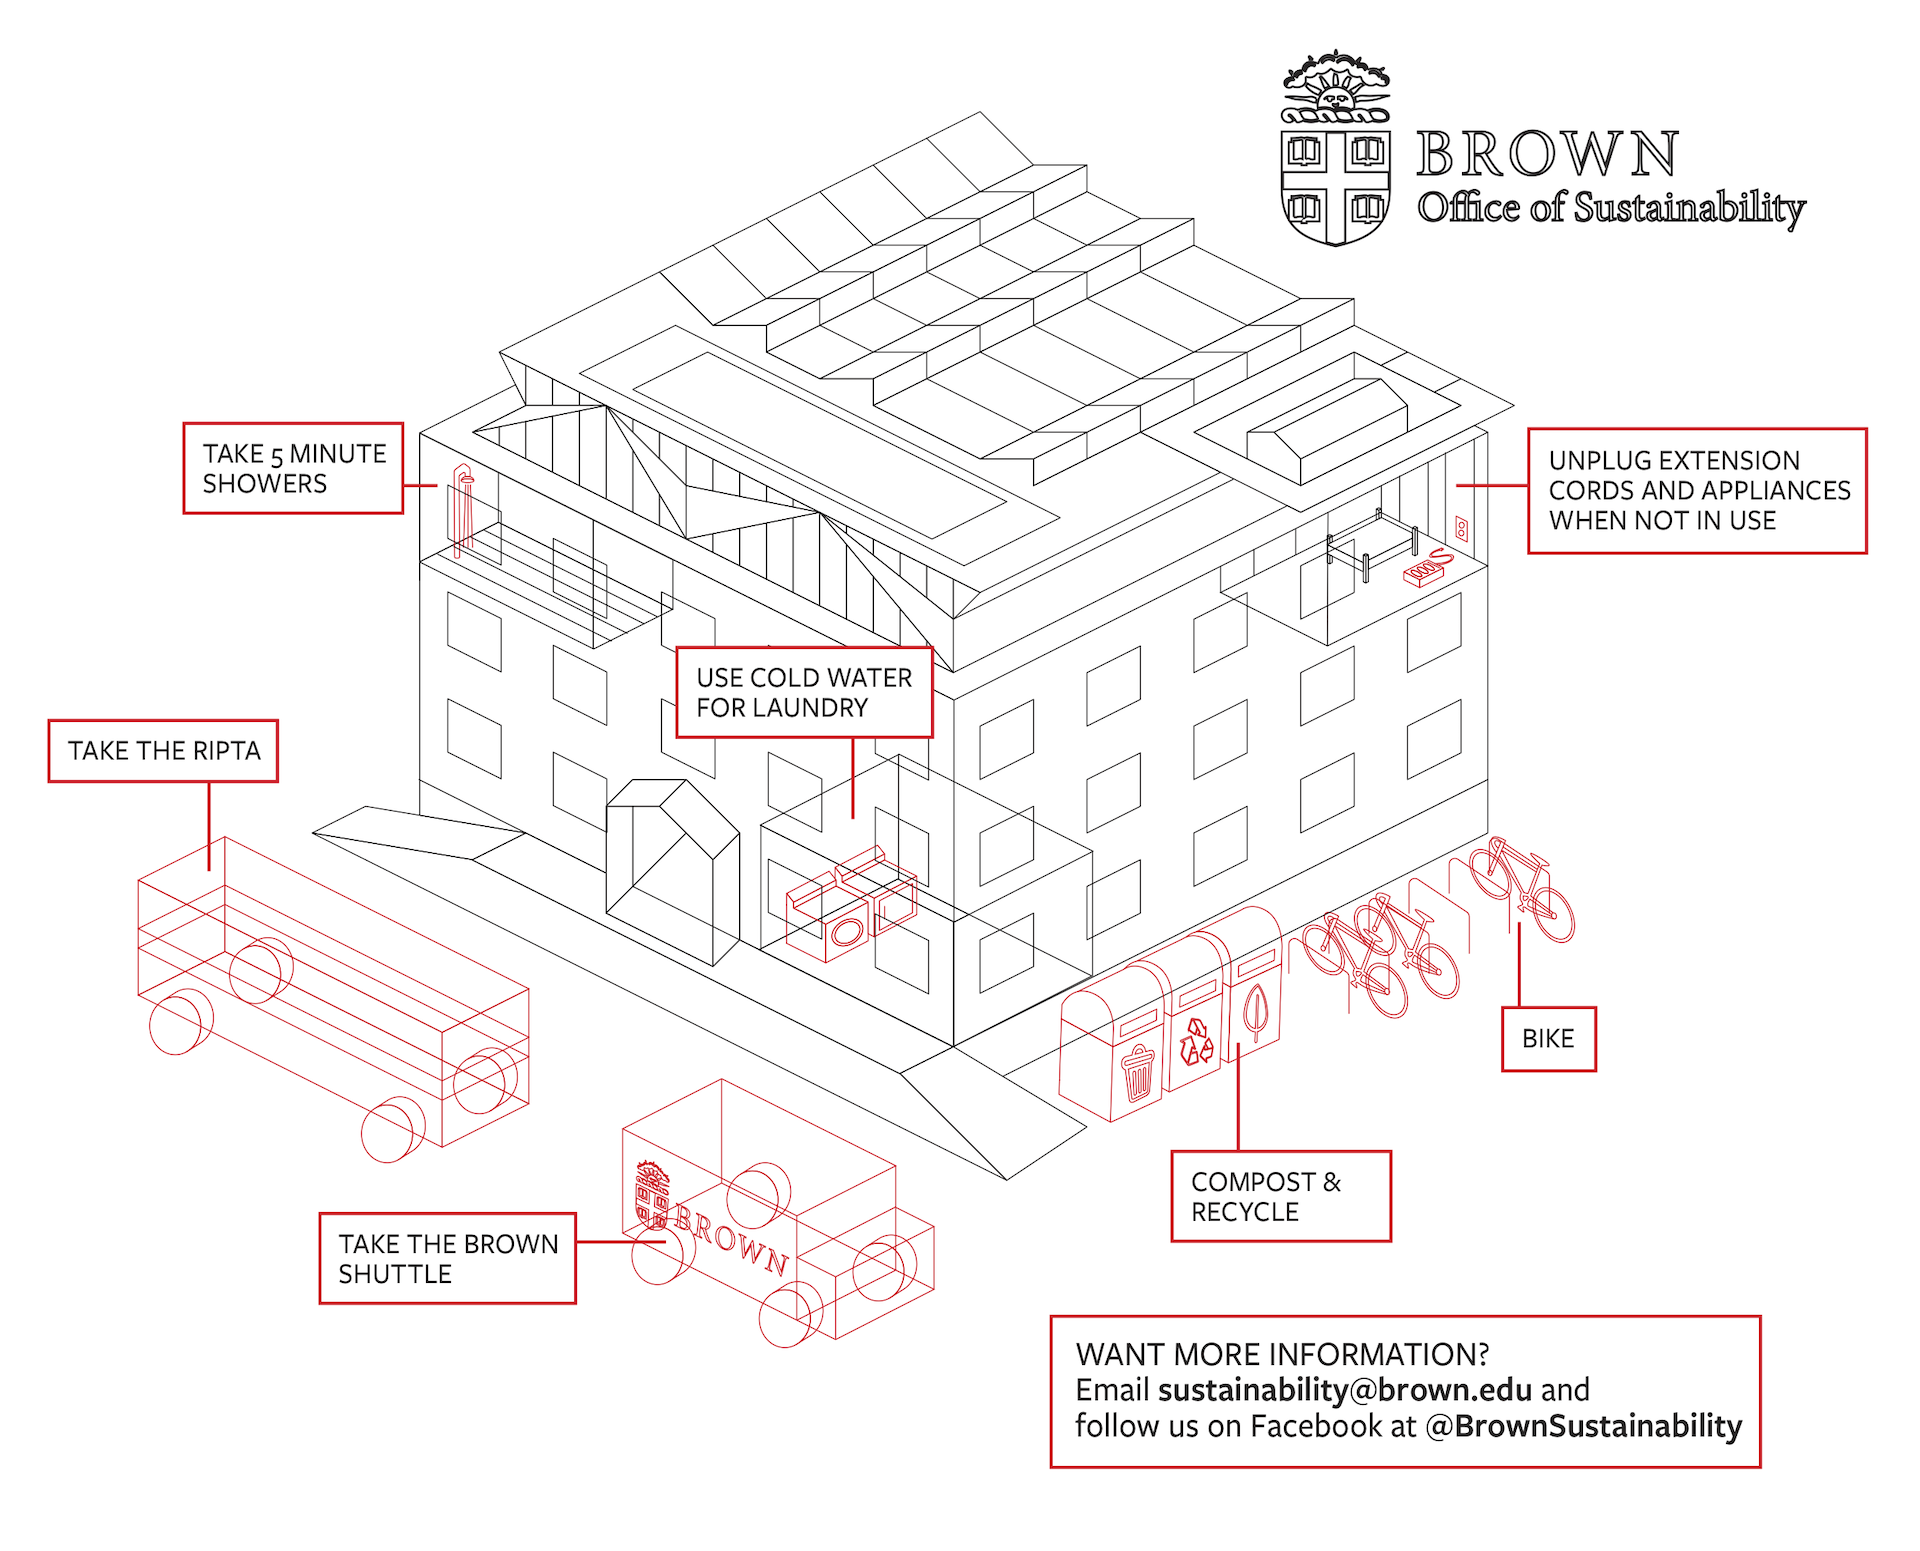 BROWN
Office of Sustainability
TAKE 5 MINUTE
SHOWERS
UNPLUG EXTENSION
CORDS AND APPLIANCES
WHEN NOT IN USE
USE COLD WATER
FOR LAUNDRY
TAKE THE RIPTA
BIKE
COMPOST &
RECYCLE
TAKE THE BROWN
SHUTTLE
BROWN
WANT MORE INFORMATION?
Email sustainability@brown.edu and
follow us on Facebook at @BrownSustainability